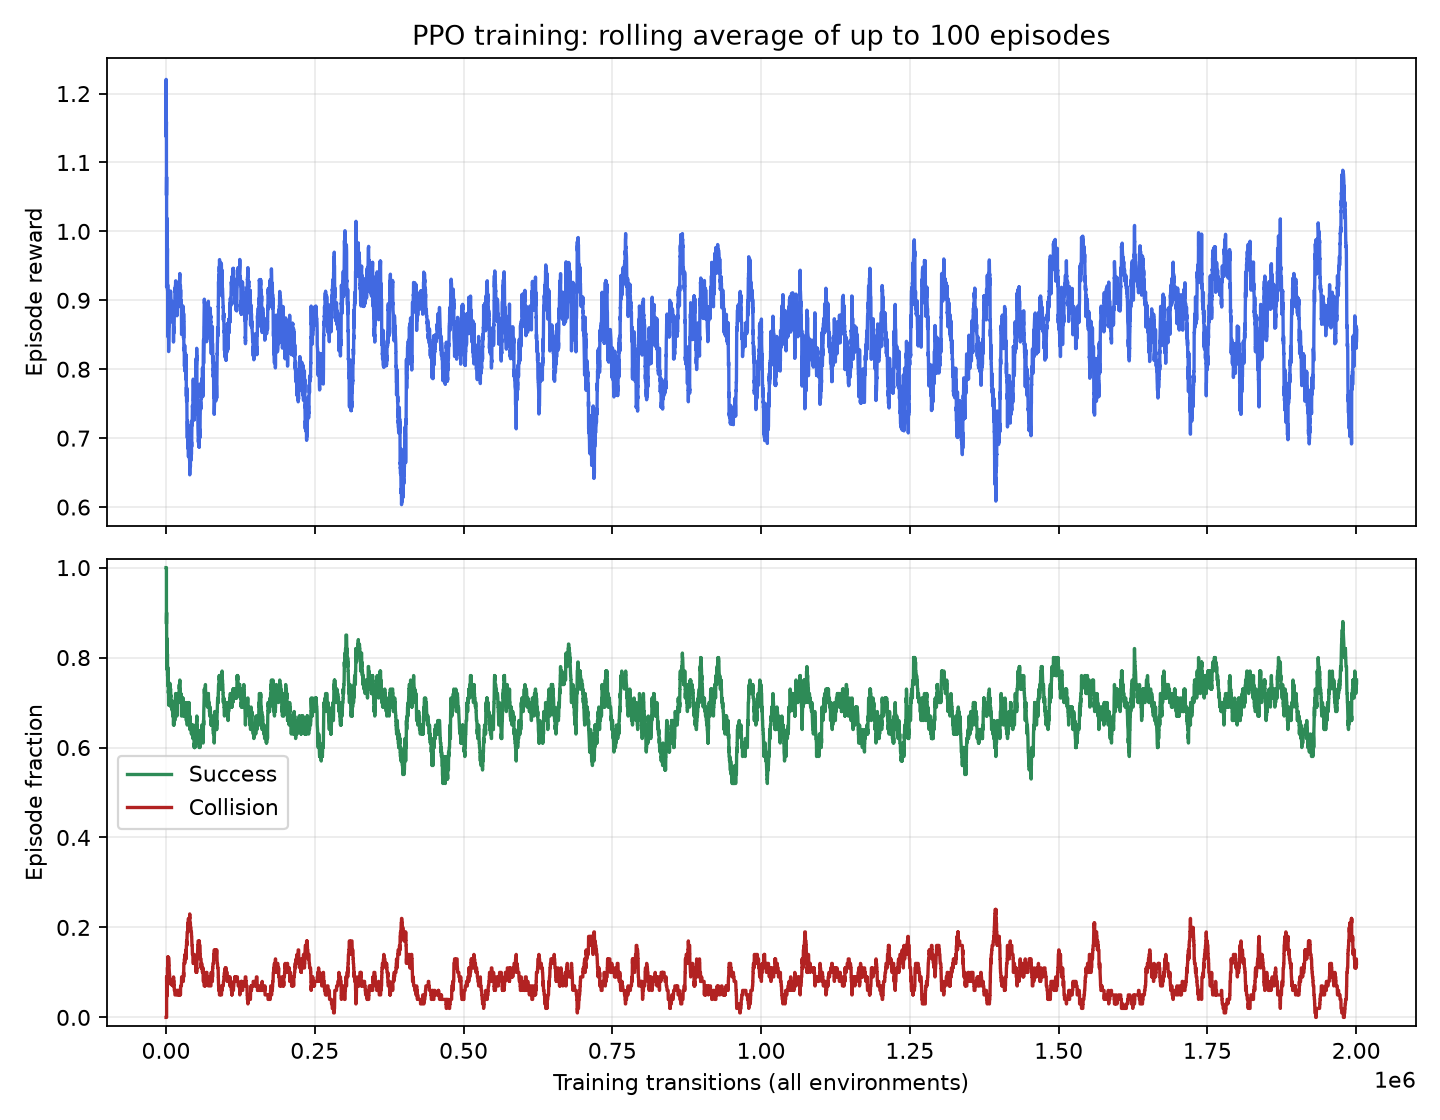 PPO training: rolling average of up to 100 episodes
Episode reward
1.2
1.1
1.0
0.9
0.8
0.7
0.6
Episode fraction
1.0
0.8
0.6
0.4
0.2
0.0
Success
Collision
0.00 0.25 0.50 0.75 1.00 1.25 1.50 1.75 2.00
Training transitions (all environments)
1e6